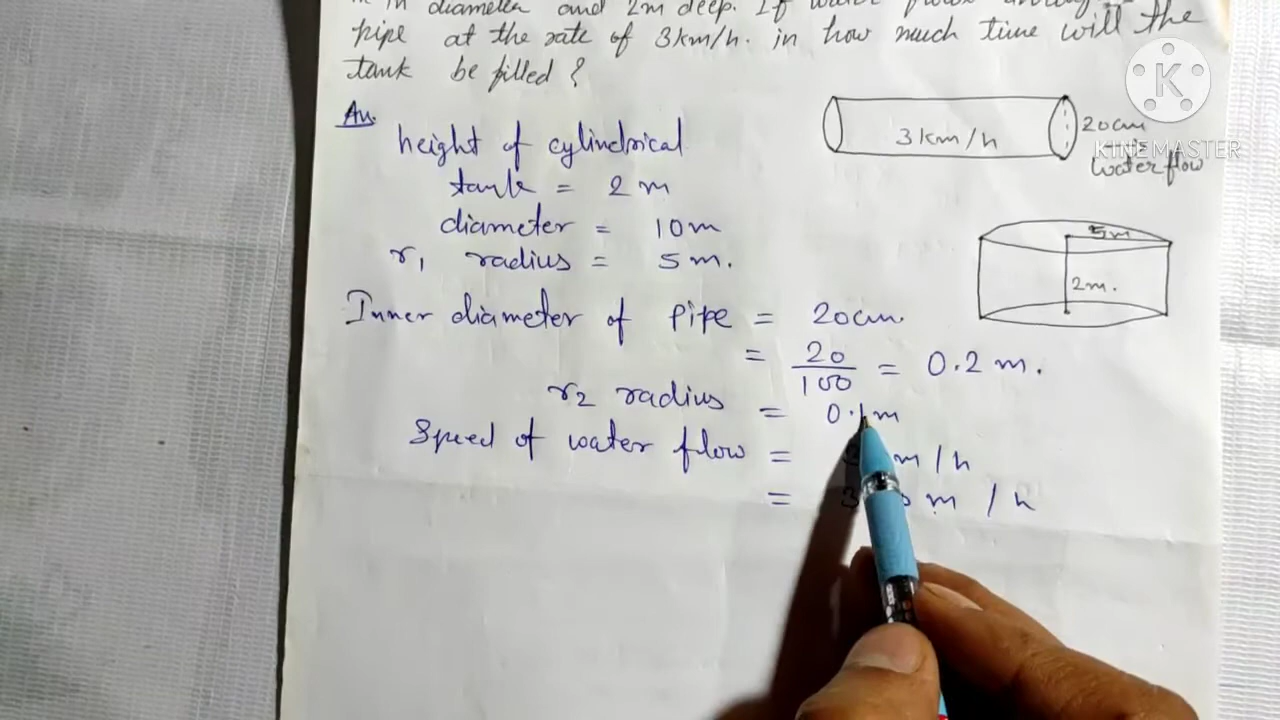 in diameter and 2m deep. If water flows
pipe at the rate of 3km/h. in how much time will the
tank be filled ?
Ans.
height of cylindrical
tank = 2 m
diameter = 10m
r1 radius = 5 m.
Inner diameter of pipe = 20cm.
= 20/100 = 0.2 m.
r2 radius = 0.1m
Speed of water flow = m/h
= 3 m / h
3km/h
20cm
water flow
5m
2m.
K
KINEMASTER